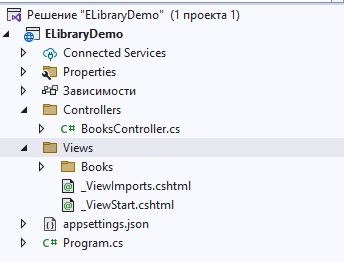 Решение "ELibraryDemo" (1 проекта 1)
ELibraryDemo
Connected Services
Properties
Зависимости
Controllers
C# BooksController.cs
Views
Books
_ViewImports.cshtml
_ViewStart.cshtml
appsettings.json
C# Program.cs